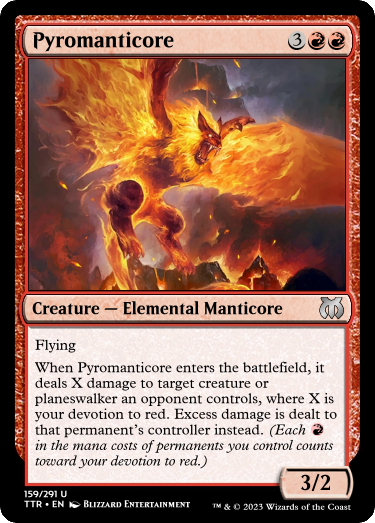 Pyromanticore 3
Creature — Elemental Manticore
Flying
When Pyromanticore enters the battlefield, it
deals X damage to target creature or
planeswalker an opponent controls, where X is
your devotion to red. Excess damage is dealt to
that permanent's controller instead. (Each
in the mana costs of permanents you control counts
toward your devotion to red.)
3/2
159/291 U
TTR • EN Blizzard Entertainment
™ & © 2023 Wizards of the Coast